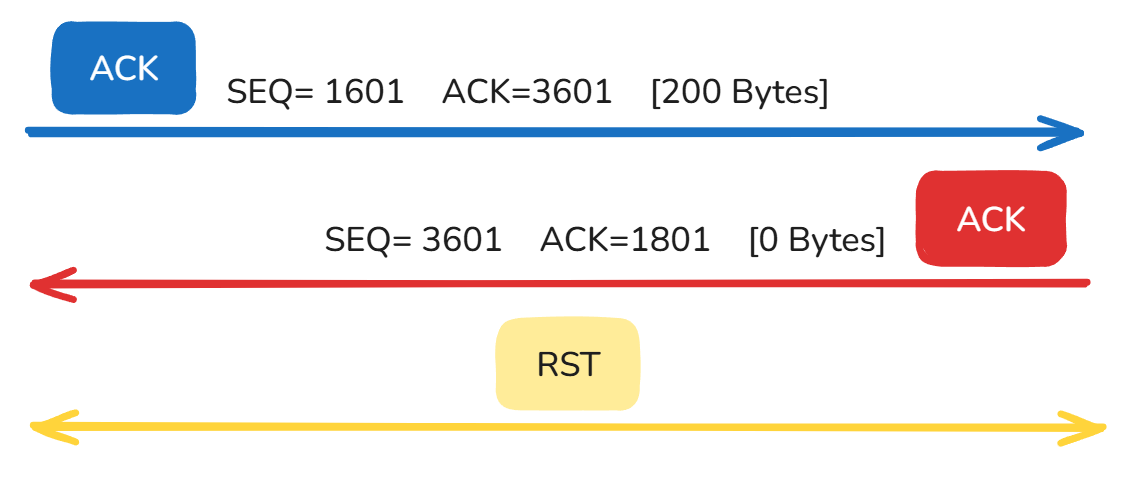 ACK
SEQ= 1601 ACK=3601 [200 Bytes]
ACK
SEQ= 3601 ACK=1801 [0 Bytes]
RST